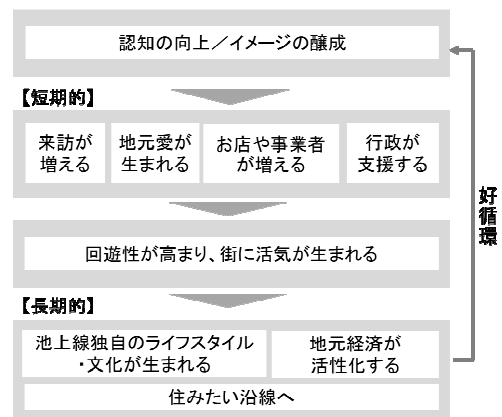 認知の向上／イメージの醸成
【短期的】
来訪が
増える
地元愛が
生まれる
お店や事業者
が増える
行政が
支援する
回遊性が高まり、街に活気が生まれる
【長期的】
池上線独自のライフスタイル
・文化が生まれる
地元経済が
活性化する
住みたい沿線へ
好循環